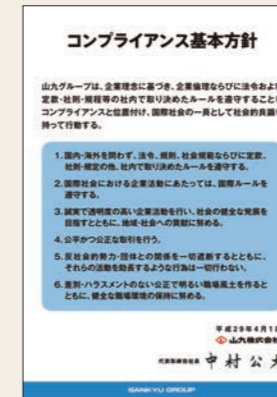 コンプライアンス基本方針
山九グループは、企業理念に基づき、企業倫理ならびに法令および
定款・社則・規程等の社内で取り決めたルールを遵守することを
コンプライアンスと位置付け、国際社会の一員として社会的良識を
持って行動する。
1. 国内・海外を問わず、法令、規則、社会規範ならびに定款、
社則・規定の他、社内で取り決めたルールを遵守する。
2. 国際社会における企業活動にあたっては、国際ルールを
遵守する。
3. 誠実で透明度の高い企業活動を行い、社会の健全な発展を
目指すとともに、地域・社会への貢献に努める。
4. 公平かつ公正な取引を行う。
5. 反社会的勢力・団体との関係を一切遮断するとともに、
それらの活動を助長するような行為は一切行わない。
6. 差別・ハラスメントのない公正で明るい職場風土を作ると
ともに、健全な職場環境の保持に努める。
平成29年4月1日
山九株式会社
代表取締役社長 中村公大
SANKYU GROUP